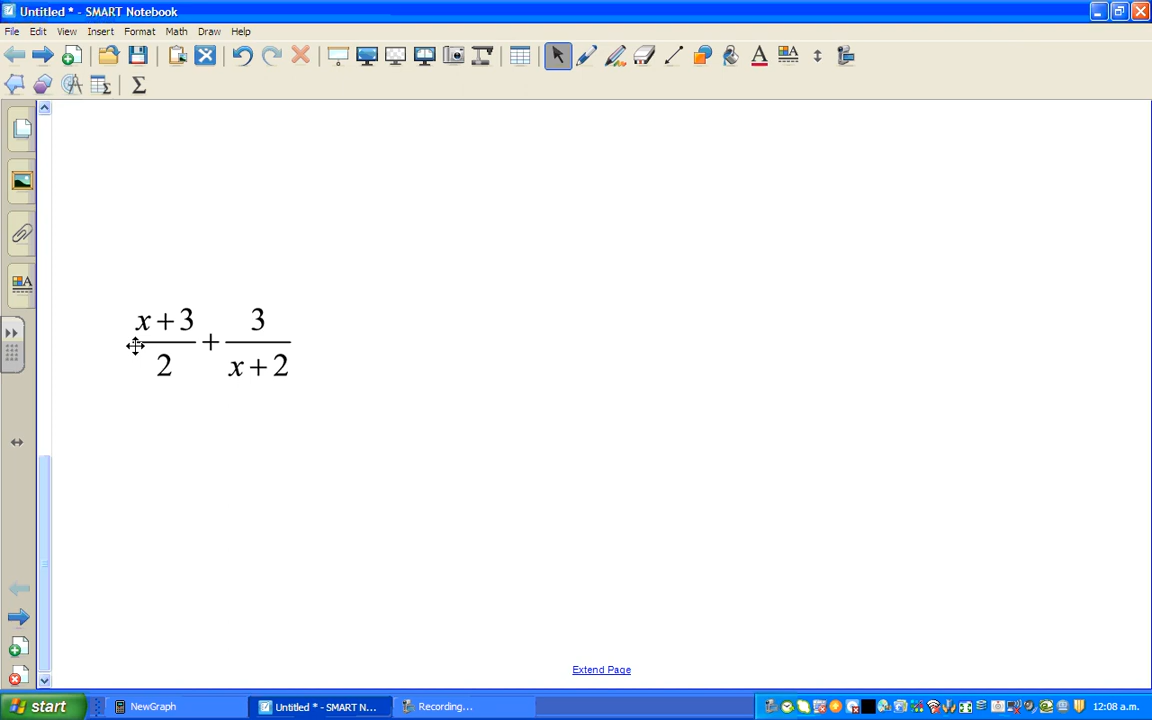 Untitled * - SMART Notebook
File Edit View Insert Format Math Draw Help
x + 3
2
+
3
x + 2
Extend Page
start NewGraph Untitled * - SMART N... Recording... 12:08 a.m.